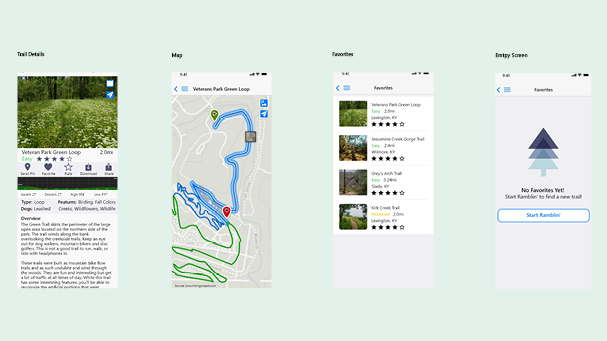 Trail Details
Veteran Park Green Loop 2.0mi
Easy
Send Pin Favorite Rate Download Share
Ascent 21' Descent 21' High 994' Low 911'
Type: Loop Features: Birding, Fall Colors
Dogs: Leashed Creeks, Wildflowers, Wildlife
Overview
The Green Trail skirts the perimeter of the large
open area located on the northern side of the
park. The trail winds along the bank
overlooking the creekside trails. Keep an eye
out for dog walkers, mountain bikers and disc
golfers. This is not a good trail to run, walk, or
ride with headphones in.
These trails were built as mountain bike flow
trails and as such undulate and wind through
the woods. They are fun and interesting but get
a lot of traffic at all times of day. While this trail
has some interesting features, you'll be able to
recognize the artificial portions that were
Map
9:41
Veterans Park Green Loop
Favorites
9:41
Favorites
Veterans Park Green Loop
Easy 2.0mi
Lexington, KY
Jessamine Creek Gorge Trail
Easy 2.4mi
Wilmore, KY
Grey's Arch Trail
Easy 0.24mi
Slade, KY
Kirk Creek Trail
Moderate 2.0mi
Lexington, KY
Emtpy Screen
9:41
Favorites
No Favorites Yet!
Start Ramblin' to find a new trail!
Start Ramblin'